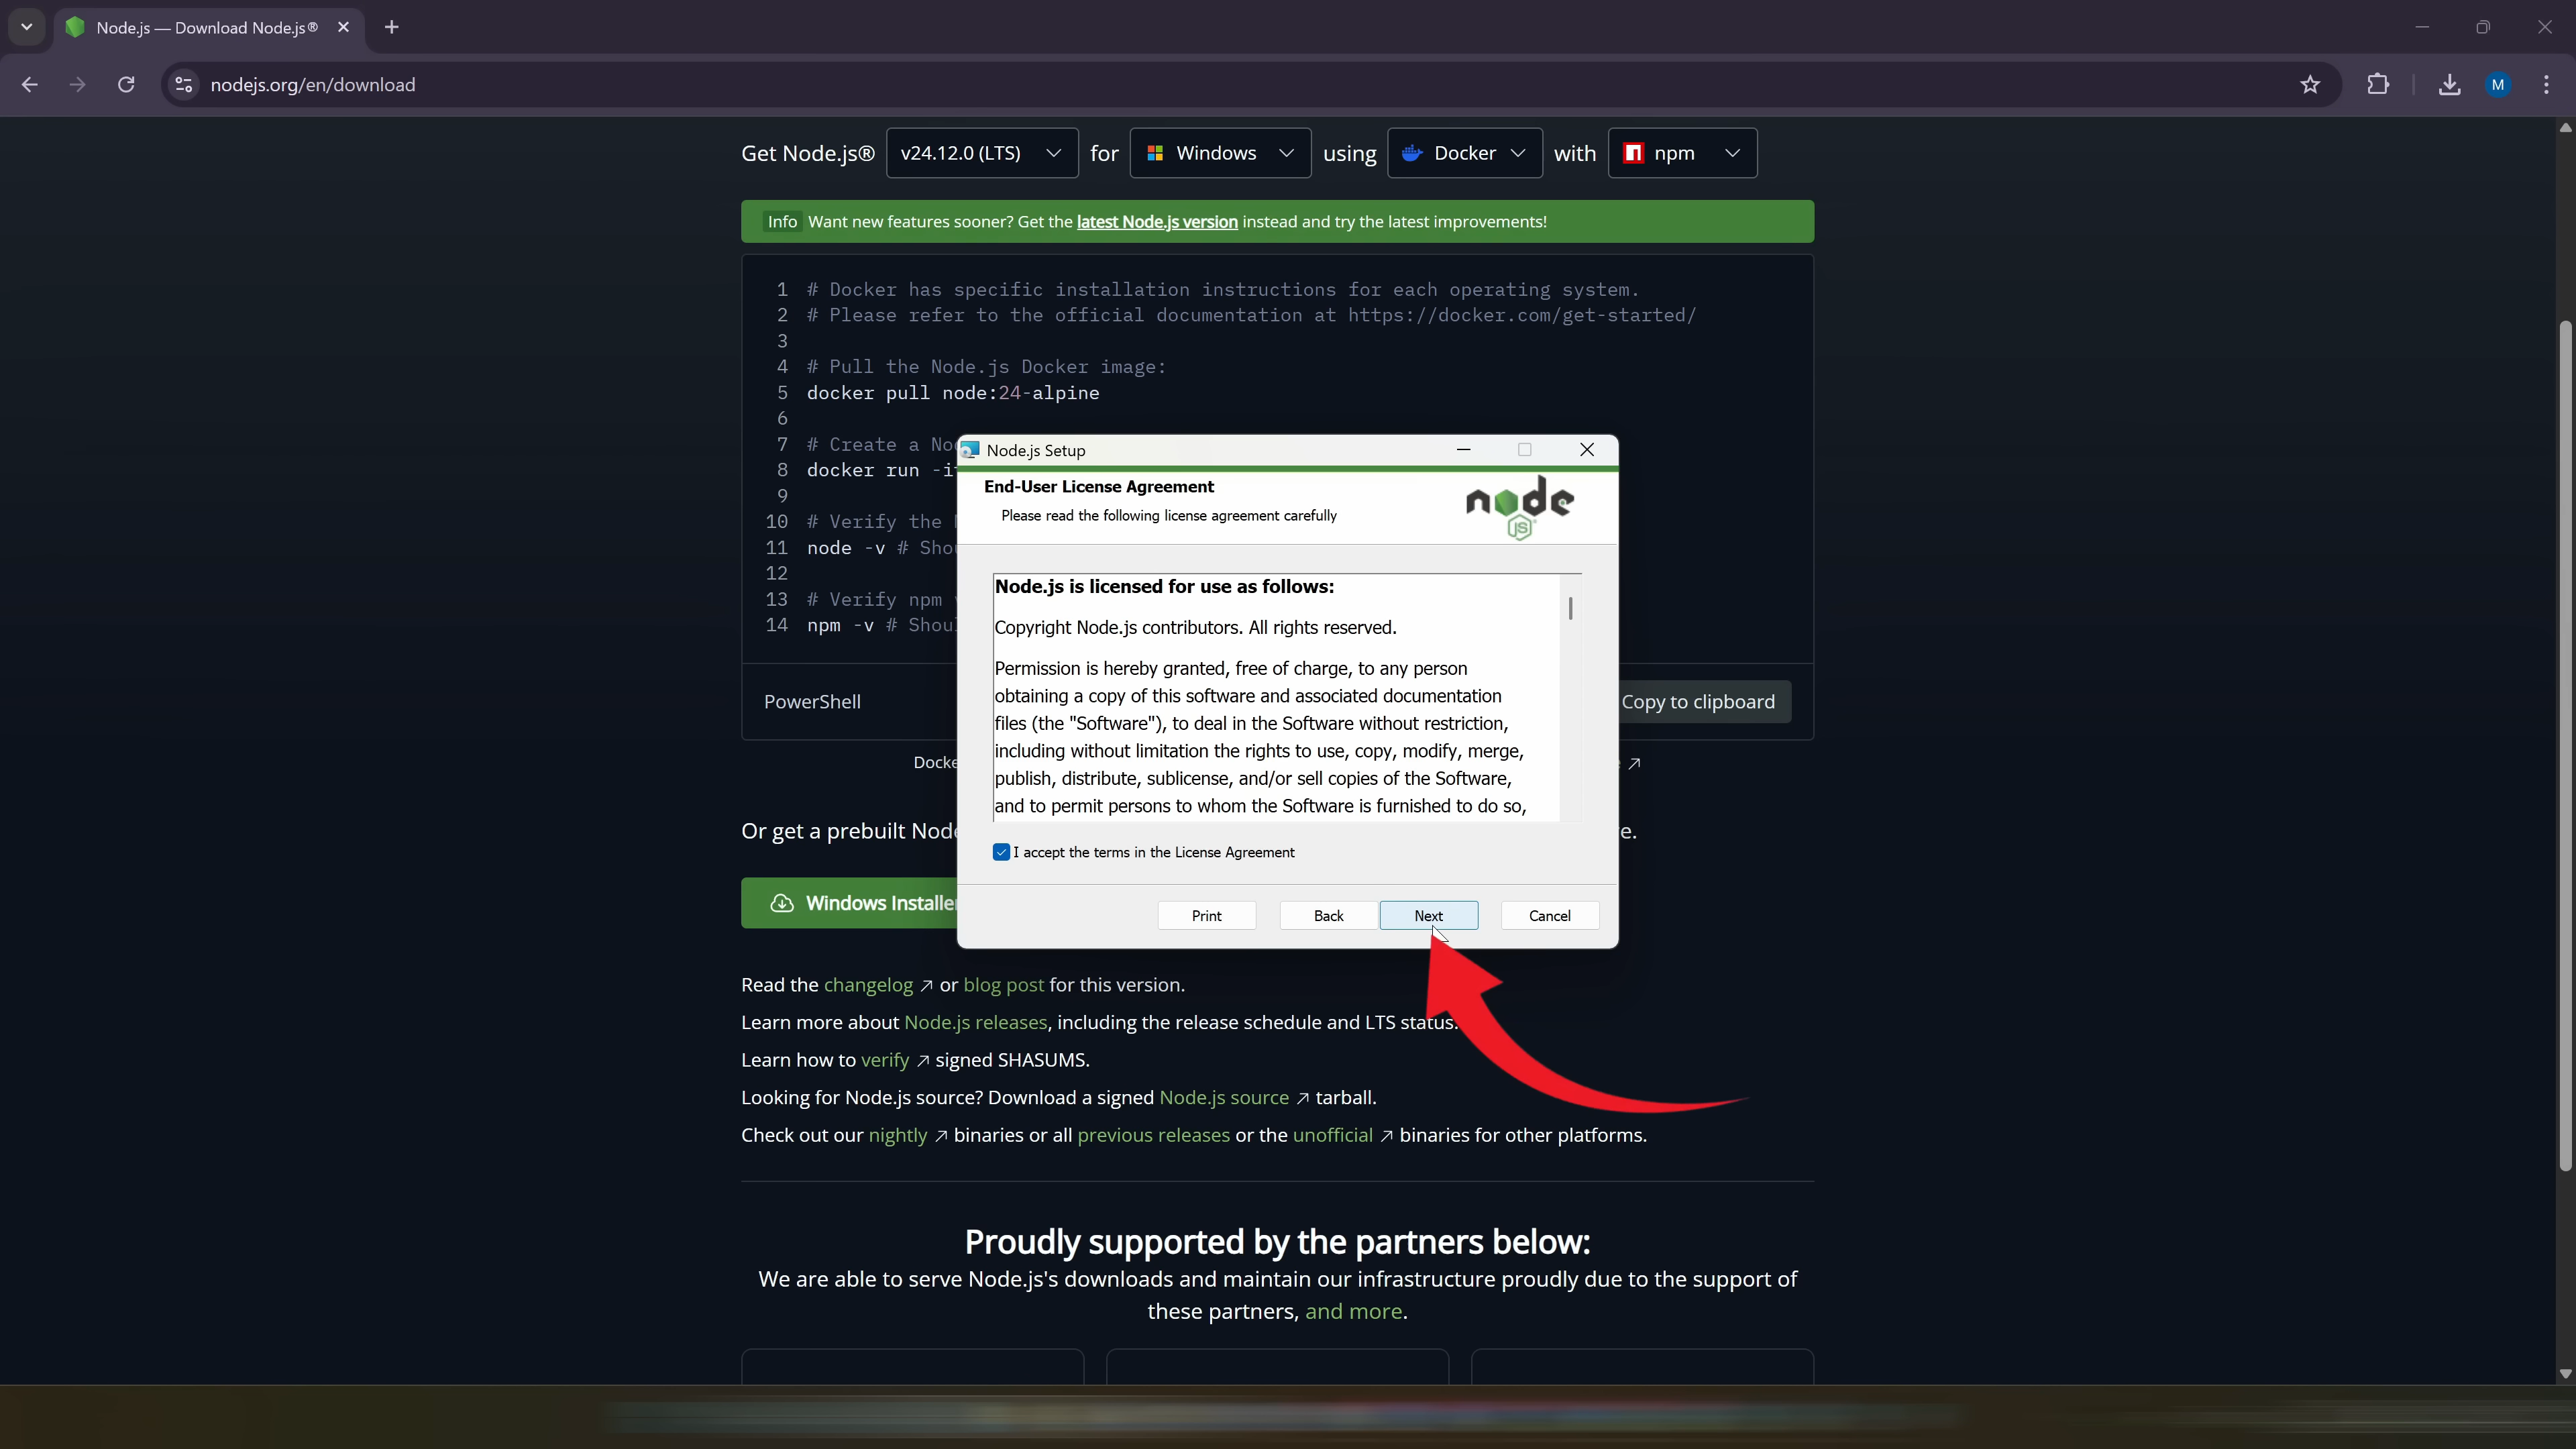 Node.js — Download Node.js®
nodejs.org/en/download
M
Get Node.js® v24.12.0 (LTS) for Windows using Docker with npm
Info Want new features sooner? Get the latest Node.js version instead and try the latest improvements!
1 # Docker has specific installation instructions for each operating system.
2 # Please refer to the official documentation at https://docker.com/get-started/
3
4 # Pull the Node.js Docker image:
5 docker pull node:24-alpine
6
7 # Create a
8 docker run
9
10 # Verify the
11 node -v #
12
13 # Verify npm
14 npm -v #
PowerShell
Copy to clipboard
Or get a prebuilt
Windows
Node.js Setup
End-User License Agreement
Please read the following license agreement carefully
node
JS
Node.js is licensed for use as follows:
Copyright Node.js contributors. All rights reserved.
Permission is hereby granted, free of charge, to any person
obtaining a copy of this software and associated documentation
files (the "Software"), to deal in the Software without restriction,
including without limitation the rights to use, copy, modify, merge,
publish, distribute, sublicense, and/or sell copies of the Software,
and to permit persons to whom the Software is furnished to do so,
I accept the terms in the License Agreement
Print Back Next Cancel
Read the changelog or blog post for this version.
Learn more about Node.js releases, including the release schedule and LTS status.
Learn how to verify signed SHASUMS.
Looking for Node.js source? Download a signed Node.js source tarball.
Check out our nightly binaries or all previous releases or the unofficial binaries for other platforms.
Proudly supported by the partners below:
We are able to serve Node.js's downloads and maintain our infrastructure proudly due to the support of
these partners, and more.